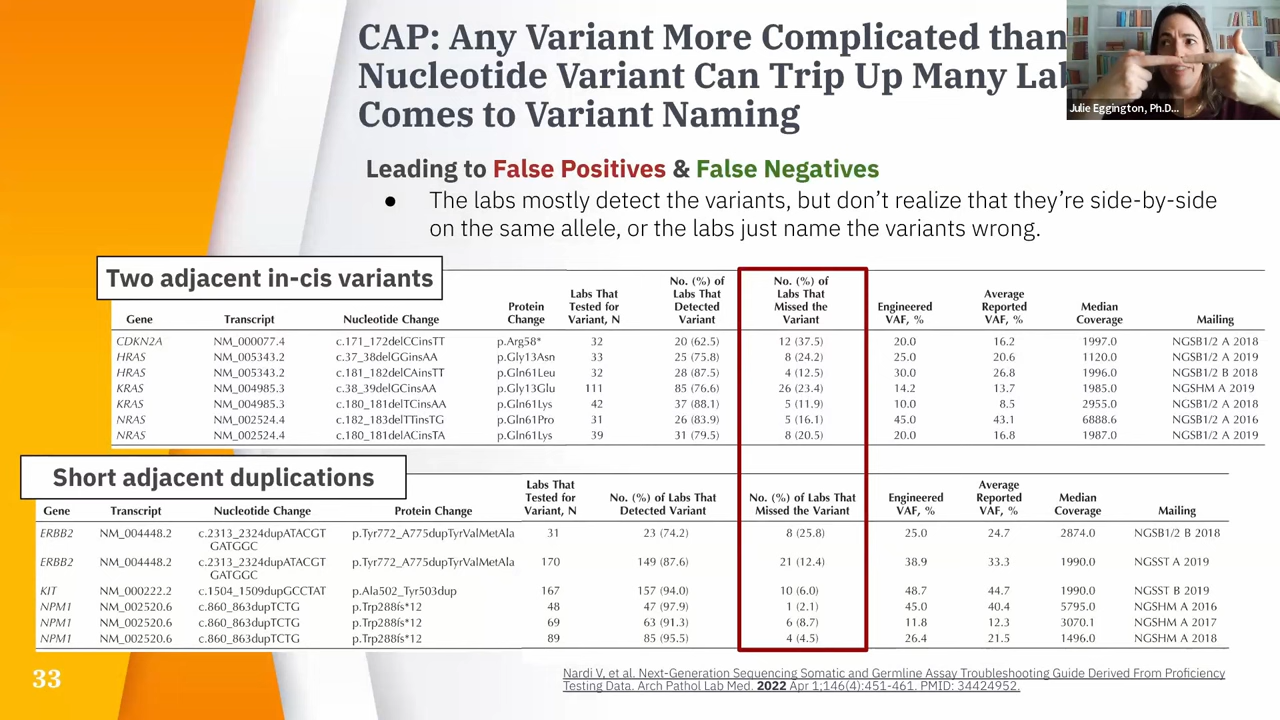 CAP: Any Variant More Complicated than
Nucleotide Variant Can Trip Up Many
Comes to Variant Naming
Julie Eggington, Ph.D...
Leading to False Positives & False Negatives
● The labs mostly detect the variants, but don’t realize that they’re side-by-side
on the same allele, or the labs just name the variants wrong.
Two adjacent in-cis variants
Gene Transcript Nucleotide Change Protein Change Labs That Tested for Variant, N No. (%) of Labs That Detected Variant No. (%) of Labs That Missed the Variant Engineered VAF, % Average Reported VAF, % Median Coverage Mailing
CDKN2A NM_000077.4 c.171_172delCCinsTT p.Arg58* 32 20 (62.5) 12 (37.5) 20.0 16.2 1997.0 NGSB1/2 A 2018
HRAS NM_005343.2 c.37_38delGGinsAA p.Gly13Asn 33 25 (75.8) 8 (24.2) 25.0 20.6 1120.0 NGSB1/2 A 2019
HRAS NM_005343.2 c.181_182delCAinsTT p.Gln61Leu 32 28 (87.5) 4 (12.5) 30.0 26.8 1996.0 NGSB1/2 B 2018
KRAS NM_004985.3 c.38_39delGCinsAA p.Gly13Glu 111 85 (76.6) 26 (23.4) 14.2 13.7 1985.0 NGSHM A 2019
KRAS NM_004985.3 c.180_181delTCinsAA p.Gln61Lys 42 37 (88.1) 5 (11.9) 10.0 8.5 2955.0 NGSB1/2 A 2018
NRAS NM_002524.4 c.182_183delTTinsTG p.Gln61Pro 31 26 (83.9) 5 (16.1) 45.0 43.1 6888.6 NGSB1/2 A 2016
NRAS NM_002524.4 c.180_181delACinsTA p.Gln61Lys 39 31 (79.5) 8 (20.5) 20.0 16.8 1987.0 NGSB1/2 A 2019
Short adjacent duplications
Gene Transcript Nucleotide Change Protein Change Labs That Tested for Variant, N No. (%) of Labs That Detected Variant No. (%) of Labs That Missed the Variant Engineered VAF, % Average Reported VAF, % Median Coverage Mailing
ERBB2 NM_004448.2 c.2313_2324dupATACGT p.Tyr772_A775dupTyrValMetAla 31 23 (74.2) 8 (25.8) 25.0 24.7 2874.0 NGSB1/2 B 2018
GATGGC
ERBB2 NM_004448.2 c.2313_2324dupATACGT p.Tyr772_A775dupTyrValMetAla 170 149 (87.6) 21 (12.4) 38.9 33.3 1990.0 NGSST A 2019
GATGGC
KIT NM_000222.2 c.1504_1509dupGCCTAT p.Ala502_Tyr503dup 167 157 (94.0) 10 (6.0) 48.7 44.7 1990.0 NGSST B 2019
NPM1 NM_002520.6 c.860_863dupTCTG p.Trp288fs*12 48 47 (97.9) 1 (2.1) 45.0 40.4 5795.0 NGSHM A 2016
NPM1 NM_002520.6 c.860_863dupTCTG p.Trp288fs*12 69 63 (91.3) 6 (8.7) 11.8 12.3 3070.1 NGSHM A 2017
NPM1 NM_002520.6 c.860_863dupTCTG p.Trp288fs*12 89 85 (95.5) 4 (4.5) 26.4 21.5 1496.0 NGSHM A 2018
33
Nardi V, et al. Next-Generation Sequencing Somatic and Germline Assay Troubleshooting Guide Derived From Proficiency
Testing Data. Arch Pathol Lab Med. 2022 Apr 1;146(4):451-461. PMID: 34424952.